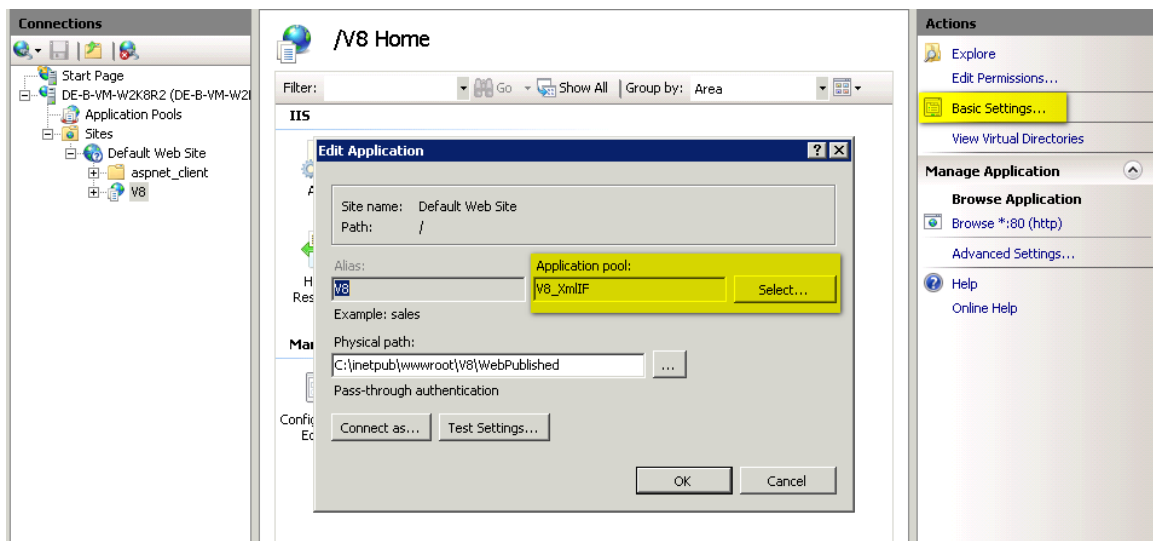 Connections
Start Page
DE-B-VM-W2K8R2 (DE-B-VM-W2
Application Pools
Sites
Default Web Site
aspnet_client
V8
/V8 Home
Filter:
Go
Show All
Group by:
Area
IIS
Edit Application
Site name: Default Web Site
Path: /
Alias:
V8
Application pool:
V8_XmlIF
Select...
Example: sales
Physical path:
C:\inetpub\wwwroot\V8\WebPublished
...
Pass-through authentication
Connect as...
Test Settings...
OK
Cancel
H
Res
Mar
Config
Ed
Actions
Explore
Edit Permissions...
Basic Settings...
View Virtual Directories
Manage Application
Browse Application
Browse *:80 (http)
Advanced Settings...
Help
Online Help